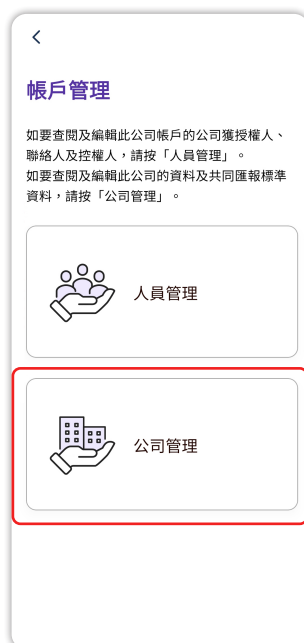 帳戶管理
如要查閱及編輯此公司帳戶的公司獲授權人、
聯絡人及控權人，請按「人員管理」。
如要查閱及編輯此公司的資料及共同匯報標準
資料，請按「公司管理」。
人員管理
公司管理